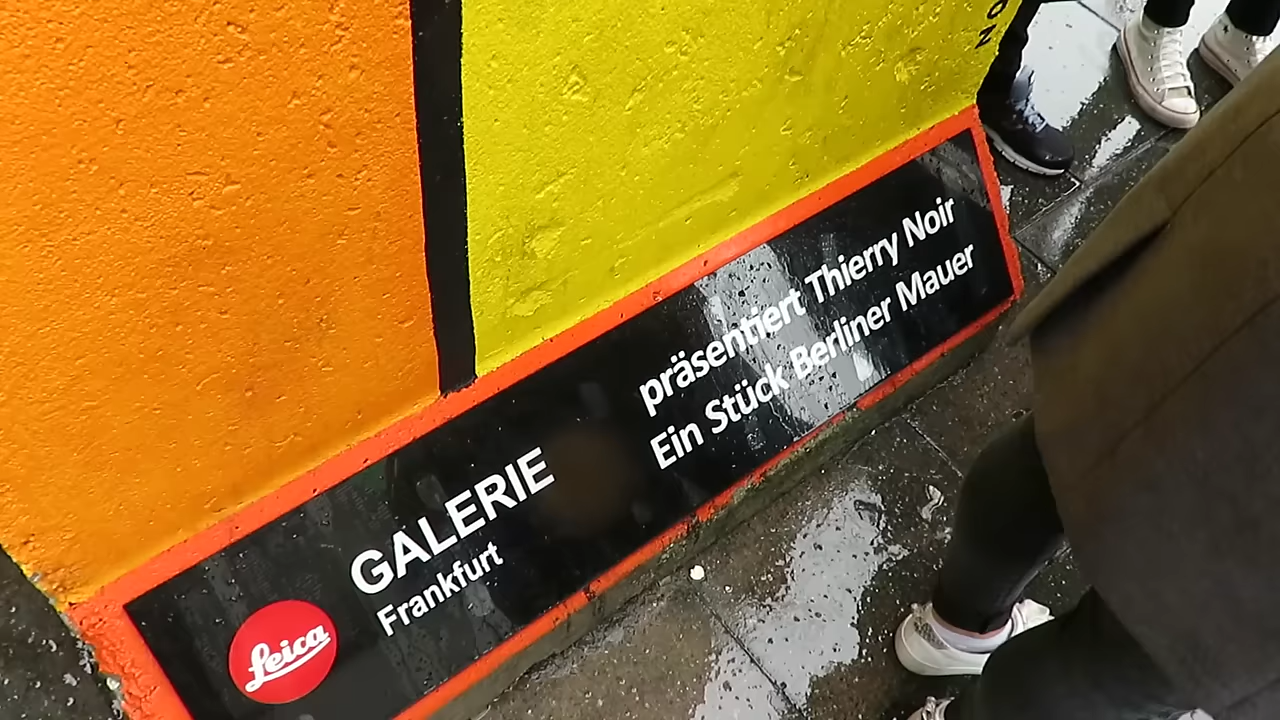 Leica
GALERIE
Frankfurt
präsentiert Thierry Noir
Ein Stück Berliner Mauer